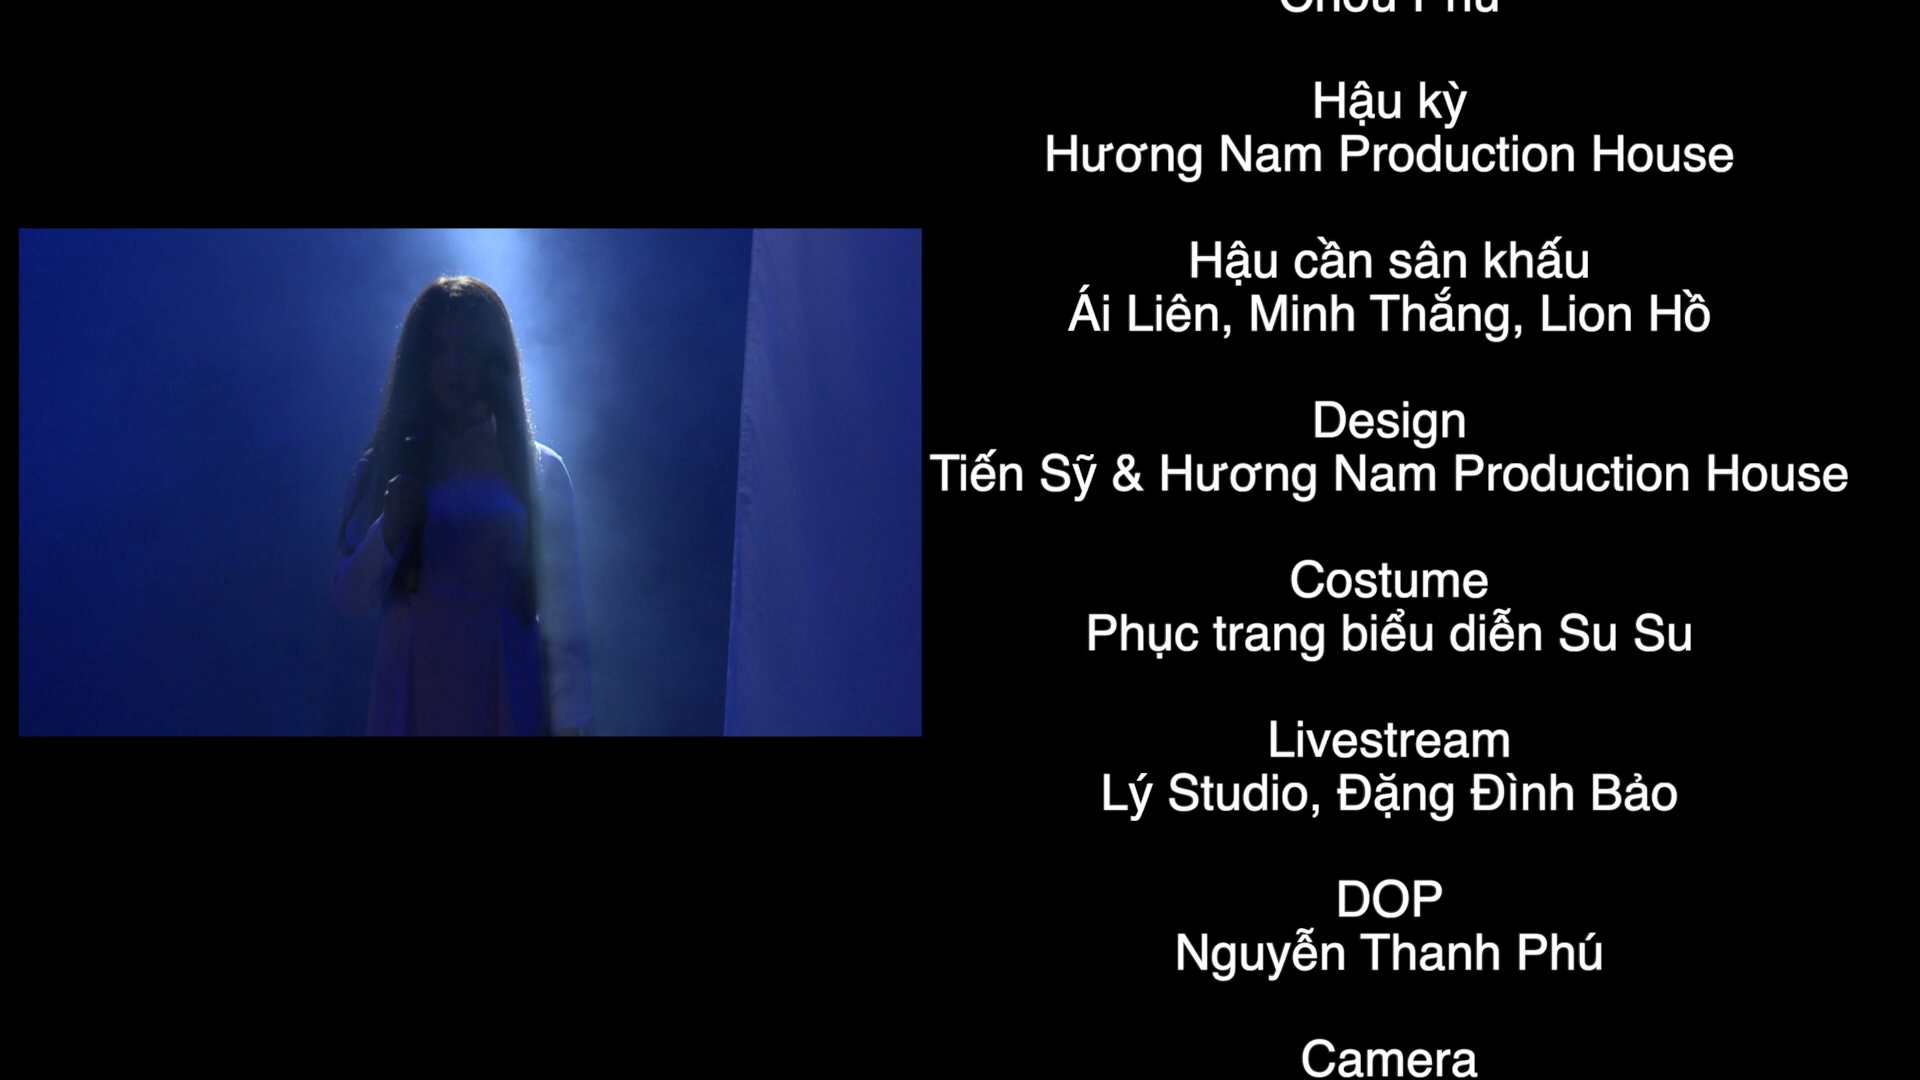 Hậu kỳ
Hương Nam Production House
Hậu cần sân khấu
Ái Liên, Minh Thắng, Lion Hồ
Design
Tiến Sỹ & Hương Nam Production House
Costume
Phục trang biểu diễn Su Su
Livestream
Lý Studio, Đặng Đình Bảo
DOP
Nguyễn Thanh Phú
Camera